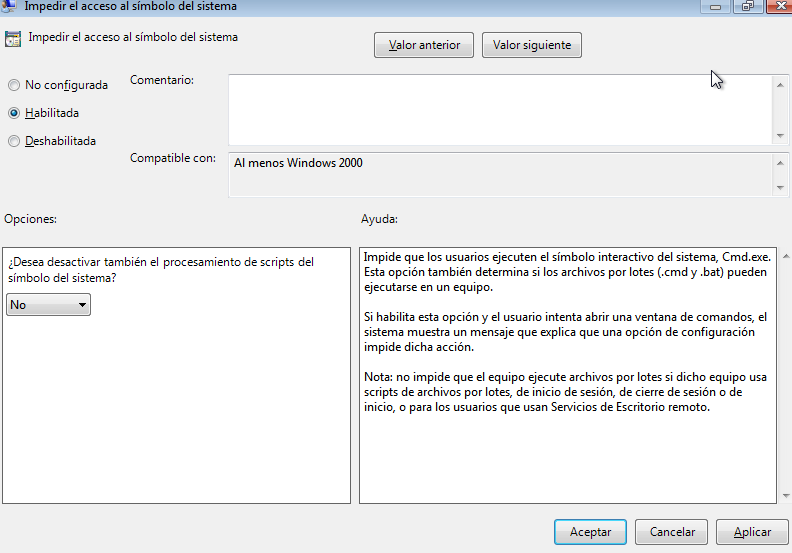 Impedir el acceso al símbolo del sistema
Impedir el acceso al símbolo del sistema
Valor anterior
Valor siguiente
No configurada
Habilitada
Deshabilitada
Comentario:
Compatible con:
Al menos Windows 2000
Opciones:
Ayuda:
¿Desea desactivar también el procesamiento de scripts del
símbolo del sistema?
No
Impide que los usuarios ejecuten el símbolo interactivo del sistema, Cmd.exe.
Esta opción también determina si los archivos por lotes (.cmd y .bat) pueden
ejecutarse en un equipo.
Si habilita esta opción y el usuario intenta abrir una ventana de comandos, el
sistema muestra un mensaje que explica que una opción de configuración
impide dicha acción.
Nota: no impide que el equipo ejecute archivos por lotes si dicho equipo usa
scripts de archivos por lotes, de inicio de sesión, de cierre de sesión o de
inicio, o para los usuarios que usan Servicios de Escritorio remoto.
Aceptar
Cancelar
Aplicar